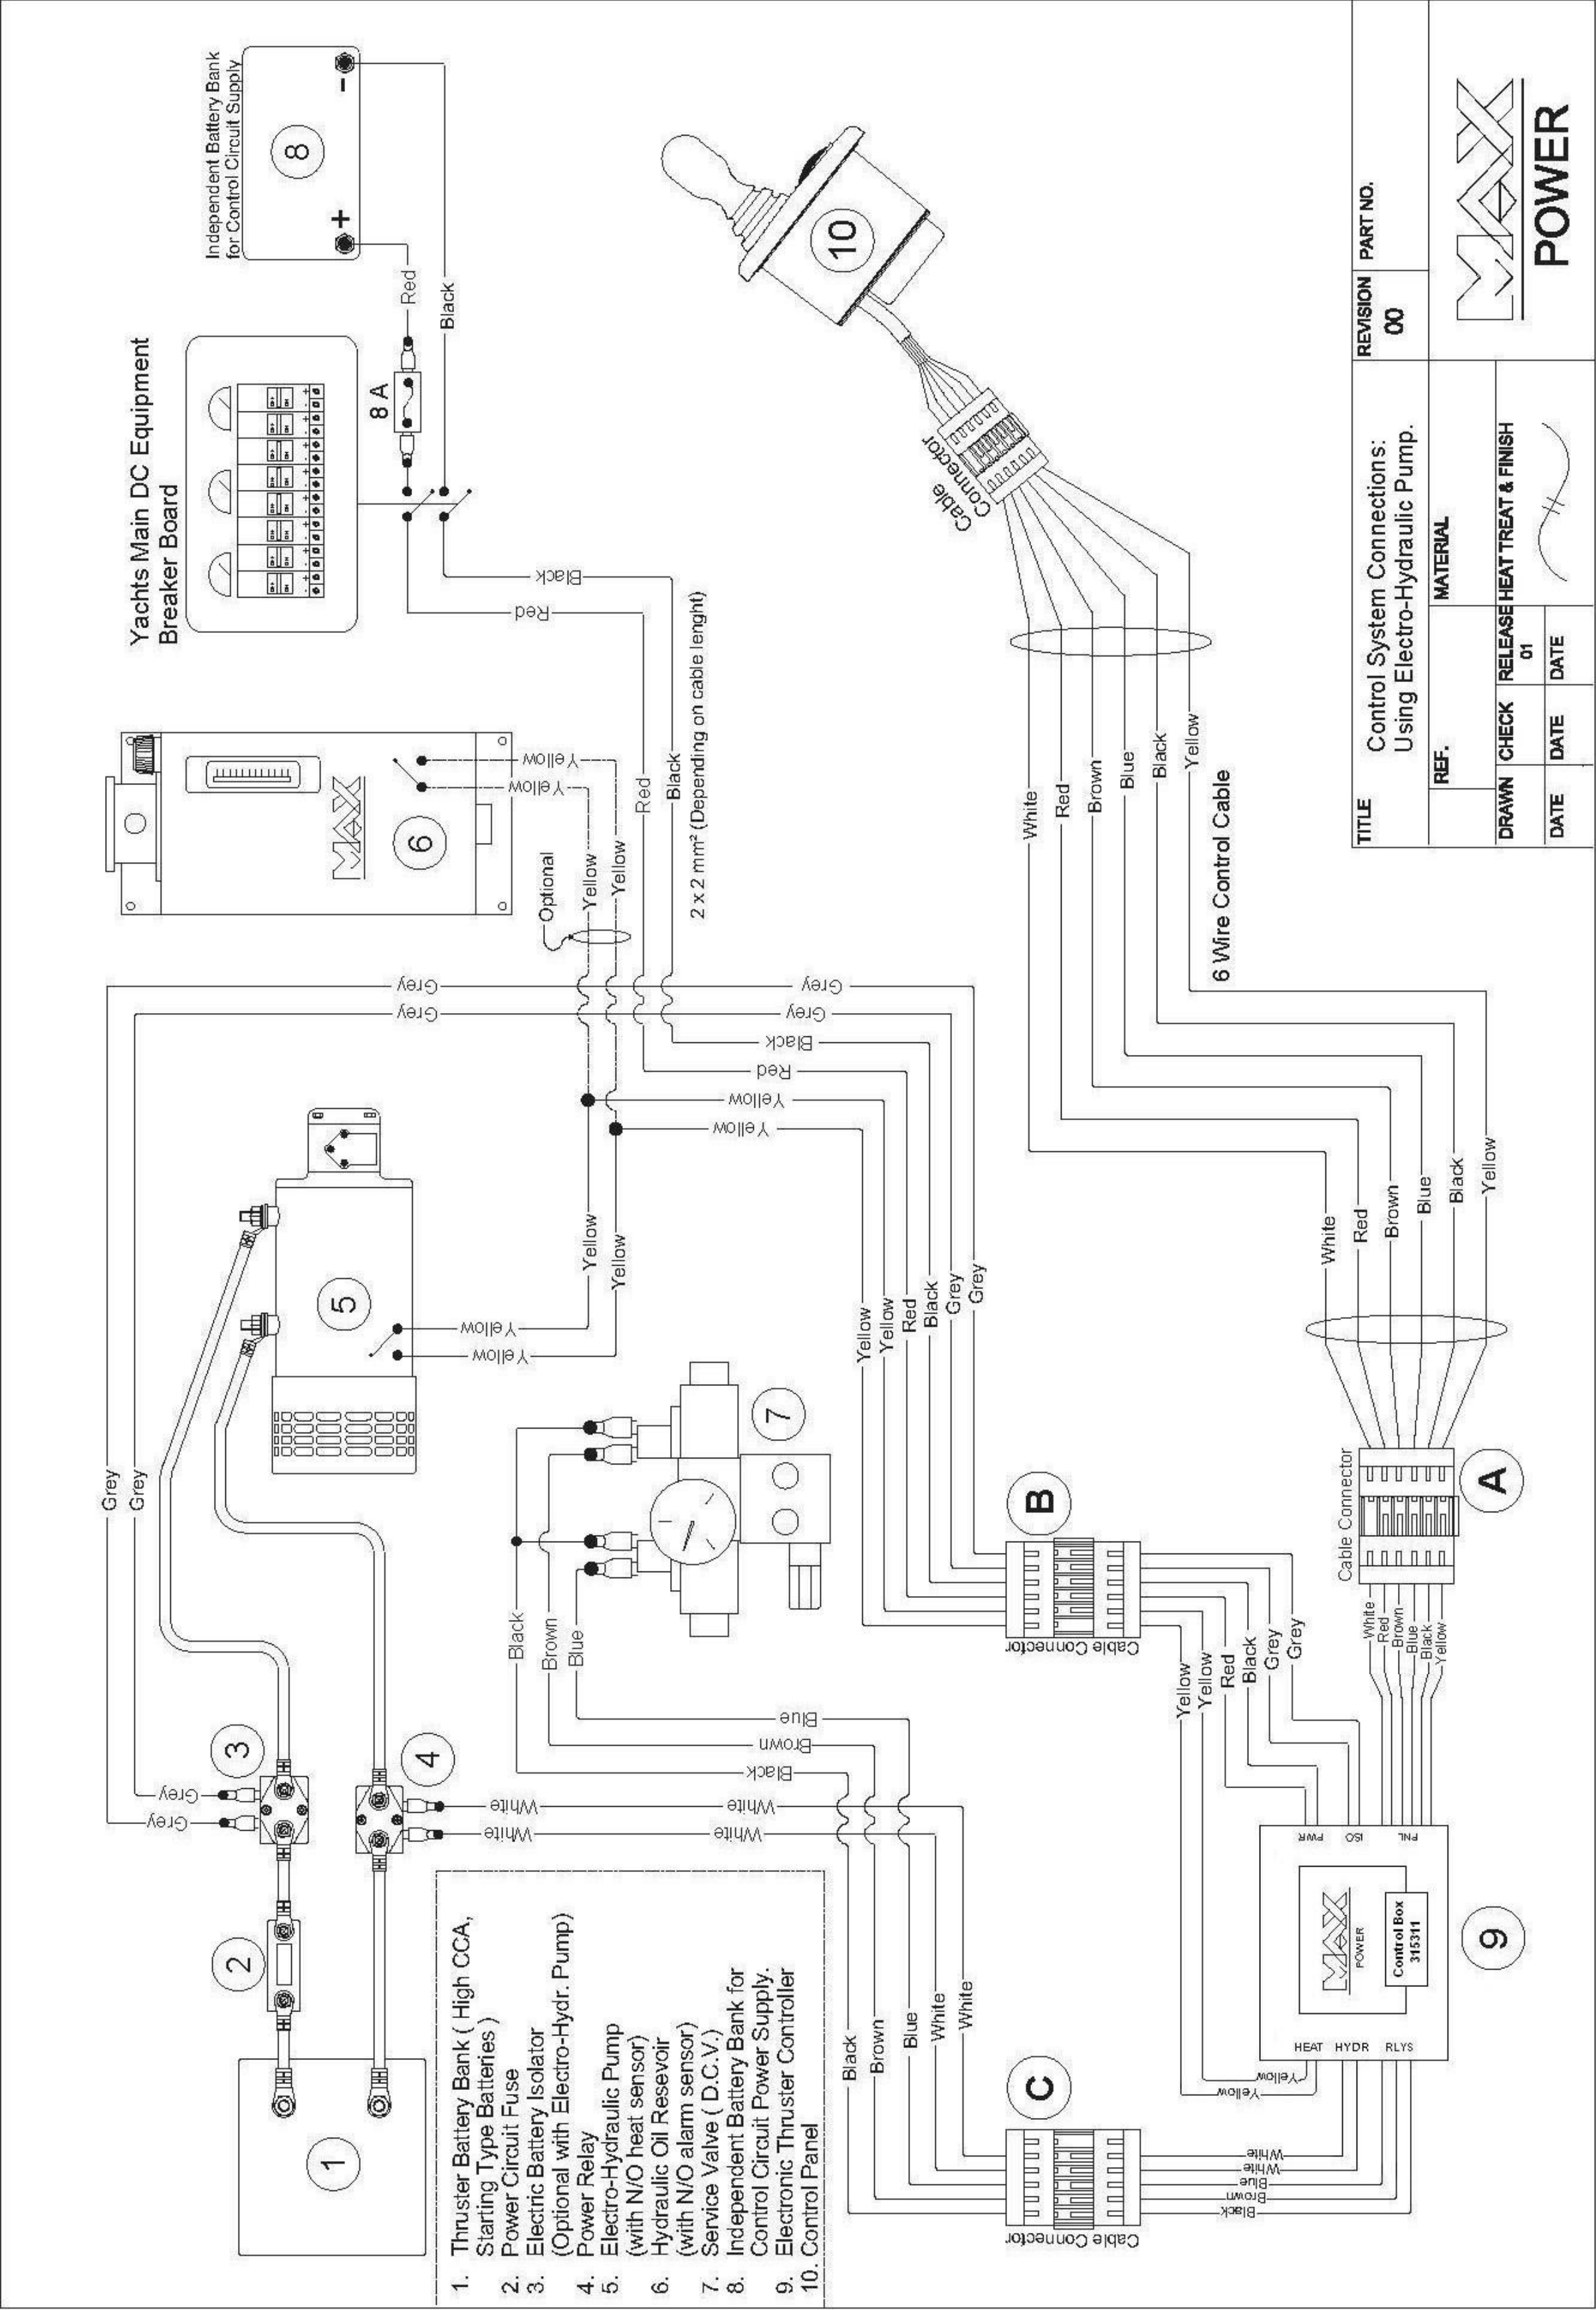 Independent Battery Bank
for Control Circuit Supply
8
+
-
Red
Black
Yachts Main DC Equipment
Breaker Board
8 A
Black
Red
2 x 2 mm² (Depending on cable lenght)
Red
Black
MAX
6
Yellow
Yellow
Optional
Yellow
Yellow
Grey
Grey
Grey
Grey
Black
Red
Yellow
Yellow
5
Yellow
Yellow
Yellow
Yellow
Grey
Grey
Yellow
Yellow
Red
Black
Grey
Grey
7
Black
Brown
Blue
3
4
Grey
Grey
White
White
White
White
Blue
Brown
Black
2
1
10
Cable
Connector
White
Red
Brown
Blue
Black
Yellow
6 Wire Control Cable
White
Red
Brown
Blue
Black
Yellow
Cable Connector
A
White
Red
Brown
Blue
Black
Yellow
B
Cable Connector
Yellow
Yellow
Red
Black
Grey
Grey
PWR
ISO
PNL
MAX
POWER
Control Box
315311
HEAT
HYDR
RLYS
9
Yellow
Yellow
Black
Brown
Blue
White
White
C
Cable Connector
White
White
Blue
Brown
Black
1. Thruster Battery Bank ( High CCA,
Starting Type Batteries )
2. Power Circuit Fuse
3. Electric Battery Isolator
(Optional with Electro-Hydr. Pump)
4. Power Relay
5. Electro-Hydraulic Pump
(with N/O heat sensor)
6. Hydraulic Oil Resevoir
(with N/O alarm sensor)
7. Service Valve ( D.C.V.)
8. Independent Battery Bank for
Control Circuit Power Supply.
9. Electronic Thruster Controller
10. Control Panel
TITLE
Control System Connections:
Using Electro-Hydraulic Pump.
REVISION
00
PART NO.
REF.
MATERIAL
DRAWN
CHECK
RELEASE
01
HEAT TREAT & FINISH
DATE
DATE
DATE
MAX
POWER